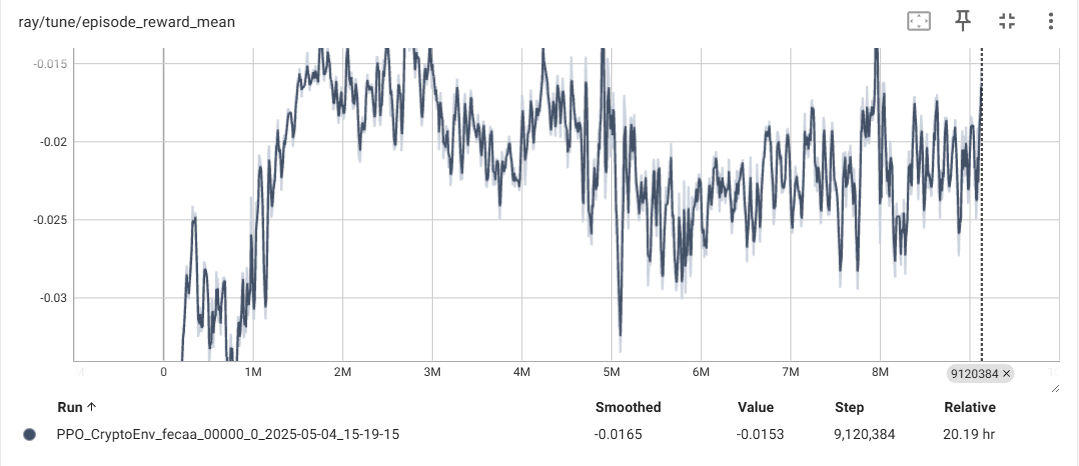 ray/tune/episode_reward_mean
-0.015
-0.02
-0.025
-0.03
0 1M 2M 3M 4M 5M 6M 7M 8M 9120384 ×
Run ↑ Smoothed Value Step Relative
PPO_CryptoEnv_fecaa_00000_0_2025-05-04_15-19-15 -0.0165 -0.0153 9,120,384 20.19 hr